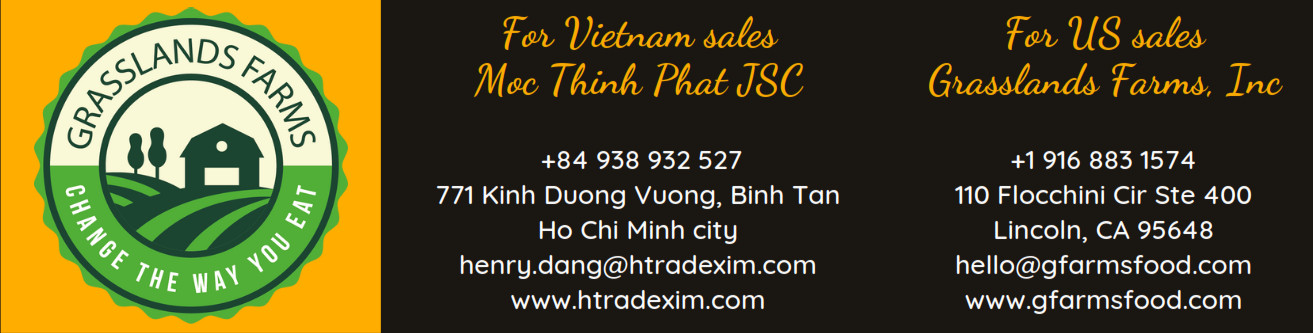 GRASSLANDS FARMS
CHANGE THE WAY YOU EAT
For Vietnam sales
Moc Thinh Phat JSC
+84 938 932 527
771 Kinh Duong Vuong, Binh Tan
Ho Chi Minh city
henry.dang@htradexim.com
www.htradexim.com
For US sales
Grasslands Farms, Inc
+1 916 883 1574
110 Flocchini Cir Ste 400
Lincoln, CA 95648
hello@gfarmsfood.com
www.gfarmsfood.com